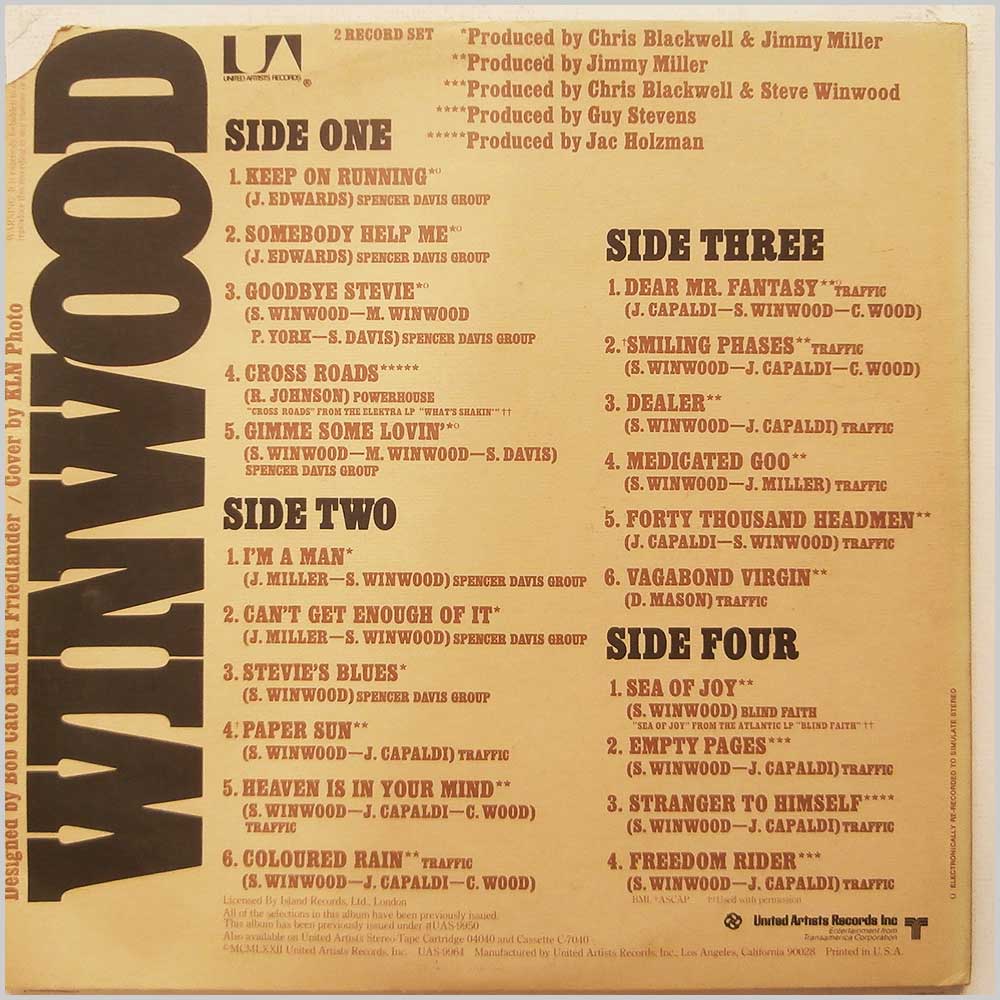 WINWOOD
Designed by Bob Cato and Ira Friedlander / Cover by KLN Photo
UA
UNITED ARTISTS RECORDS ®
2 RECORD SET
*Produced by Chris Blackwell & Jimmy Miller
**Produced by Jimmy Miller
***Produced by Chris Blackwell & Steve Winwood
****Produced by Guy Stevens
*****Produced by Jac Holzman
SIDE ONE
1. KEEP ON RUNNING*○
(J. EDWARDS) SPENCER DAVIS GROUP
2. SOMEBODY HELP ME*○
(J. EDWARDS) SPENCER DAVIS GROUP
3. GOODBYE STEVIE*○
(S. WINWOOD—M. WINWOOD
P. YORK—S. DAVIS) SPENCER DAVIS GROUP
4. CROSS ROADS*****
(R. JOHNSON) POWERHOUSE
"CROSS ROADS" FROM THE ELEKTRA LP "WHAT'S SHAKIN'" ††
5. GIMME SOME LOVIN'*○
(S. WINWOOD—M. WINWOOD—S. DAVIS)
SPENCER DAVIS GROUP
SIDE TWO
1. I'M A MAN*
(J. MILLER—S. WINWOOD) SPENCER DAVIS GROUP
2. CAN'T GET ENOUGH OF IT*
(J. MILLER—S. WINWOOD) SPENCER DAVIS GROUP
3. STEVIE'S BLUES*
(S. WINWOOD) SPENCER DAVIS GROUP
4.† PAPER SUN**
(S. WINWOOD—J. CAPALDI) TRAFFIC
5. HEAVEN IS IN YOUR MIND**
(S. WINWOOD—J. CAPALDI—C. WOOD)
TRAFFIC
6. COLOURED RAIN** TRAFFIC
(S. WINWOOD—J. CAPALDI—C. WOOD)
SIDE THREE
1. DEAR MR. FANTASY**○ TRAFFIC
(J. CAPALDI—S. WINWOOD—C. WOOD)
2.†SMILING PHASES** TRAFFIC
(S. WINWOOD—J. CAPALDI—C. WOOD)
3. DEALER**
(S. WINWOOD—J. CAPALDI) TRAFFIC
4. MEDICATED GOO**
(S. WINWOOD—J. MILLER) TRAFFIC
5. FORTY THOUSAND HEADMEN**
(J. CAPALDI—S. WINWOOD) TRAFFIC
6. VAGABOND VIRGIN**
(D. MASON) TRAFFIC
SIDE FOUR
1. SEA OF JOY**
(S. WINWOOD) BLIND FAITH
"SEA OF JOY" FROM THE ATLANTIC LP "BLIND FAITH" ††
2. EMPTY PAGES***
(S. WINWOOD—J. CAPALDI) TRAFFIC
3. STRANGER TO HIMSELF****
(S. WINWOOD—J. CAPALDI) TRAFFIC
4. FREEDOM RIDER***
(S. WINWOOD—J. CAPALDI) TRAFFIC
BMI, †ASCAP ††Used with permission
○ ELECTRONICALLY RE-RECORDED TO SIMULATE STEREO
Licensed By Island Records, Ltd., London
All of the selections in this album have been previously issued.
This album has been previously issued under #UAS-9950
Also available on United Artists Stereo Tape Cartridge 04040 and Cassette C-7040
©MCMLXXII United Artists Records, Inc. UAS-9964 Manufactured by United Artists Records, Inc., Los Angeles, California 90028 Printed in U.S.A.
United Artists Records Inc
Entertainment from
Transamerica Corporation